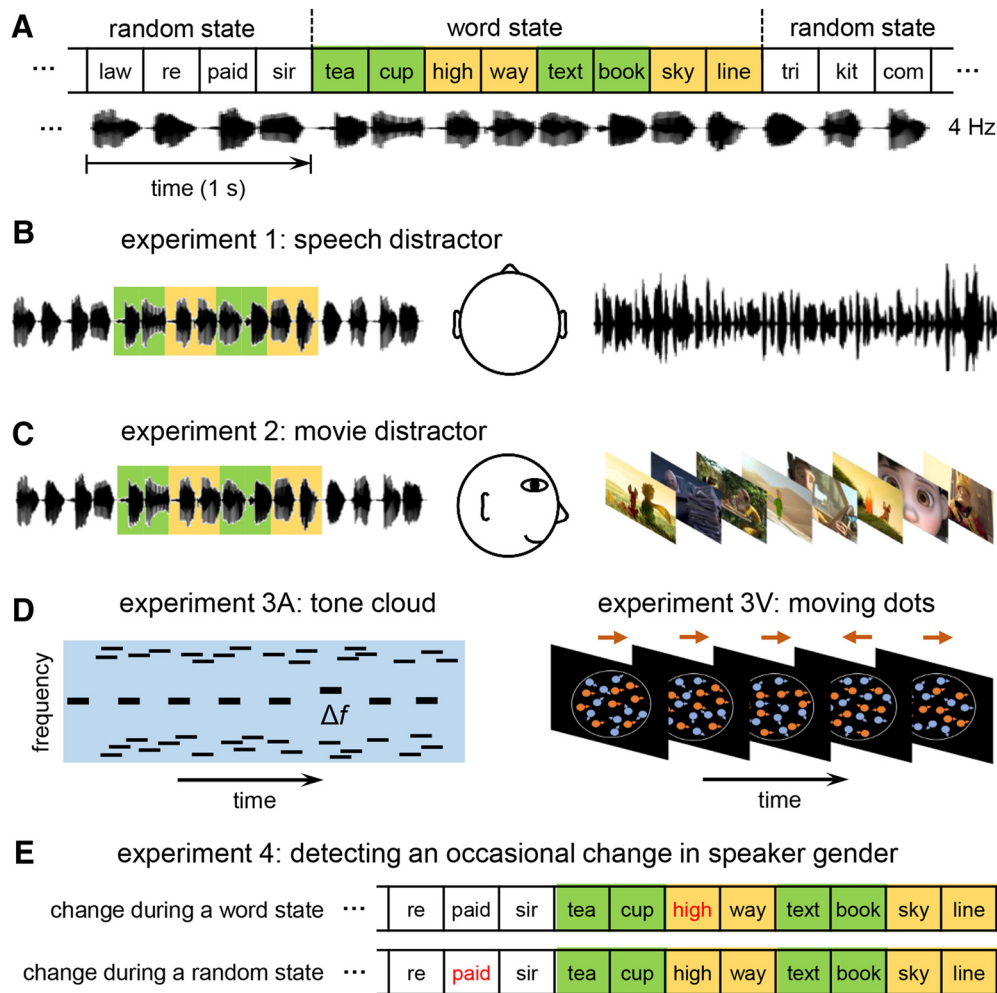 A
random state word state random state
... law re paid sir tea cup high way text book sky line tri kit com ...
... 4 Hz
time (1 s)
B experiment 1: speech distractor
C experiment 2: movie distractor
D experiment 3A: tone cloud experiment 3V: moving dots
frequency
Δf
time time
E experiment 4: detecting an occasional change in speaker gender
change during a word state ... re paid sir tea cup high way text book sky line
change during a random state ... re paid sir tea cup high way text book sky line